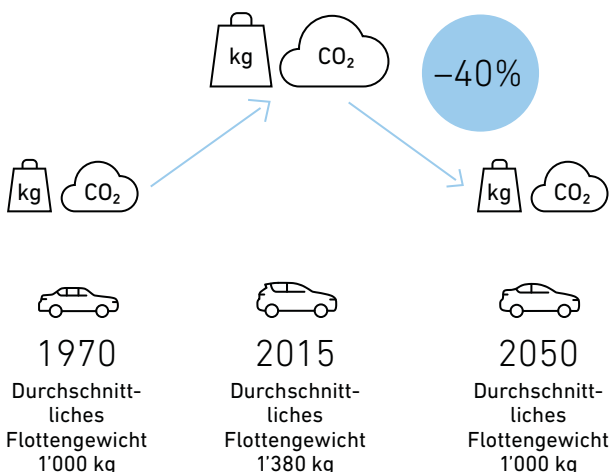 kg
CO₂
–40%
kg
CO₂
kg
CO₂
1970
Durchschnitt-
liches
Flottengewicht
1'000 kg
2015
Durchschnitt-
liches
Flottengewicht
1'380 kg
2050
Durchschnitt-
liches
Flottengewicht
1'000 kg